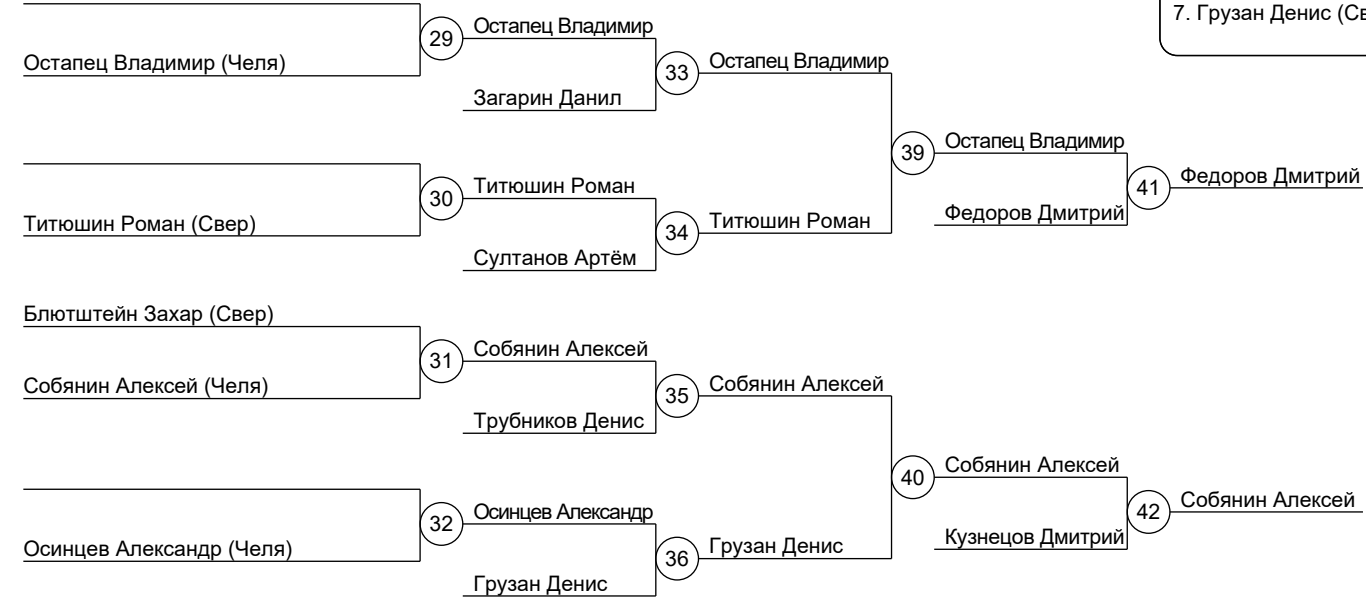 7. Грузан Денис (Св
29
Остапец Владимир
Остапец Владимир (Челя)
33
Остапец Владимир
Загарин Данил
39
Остапец Владимир
41
Федоров Дмитрий
30
Титюшин Роман
Титюшин Роман (Свер)
Федоров Дмитрий
34
Титюшин Роман
Султанов Артём
Блютштейн Захар (Свер)
31
Собянин Алексей
Собянин Алексей (Челя)
35
Собянин Алексей
Трубников Денис
40
Собянин Алексей
42
Собянин Алексей
32
Осинцев Александр
Осинцев Александр (Челя)
36
Грузан Денис
Кузнецов Дмитрий
Грузан Денис